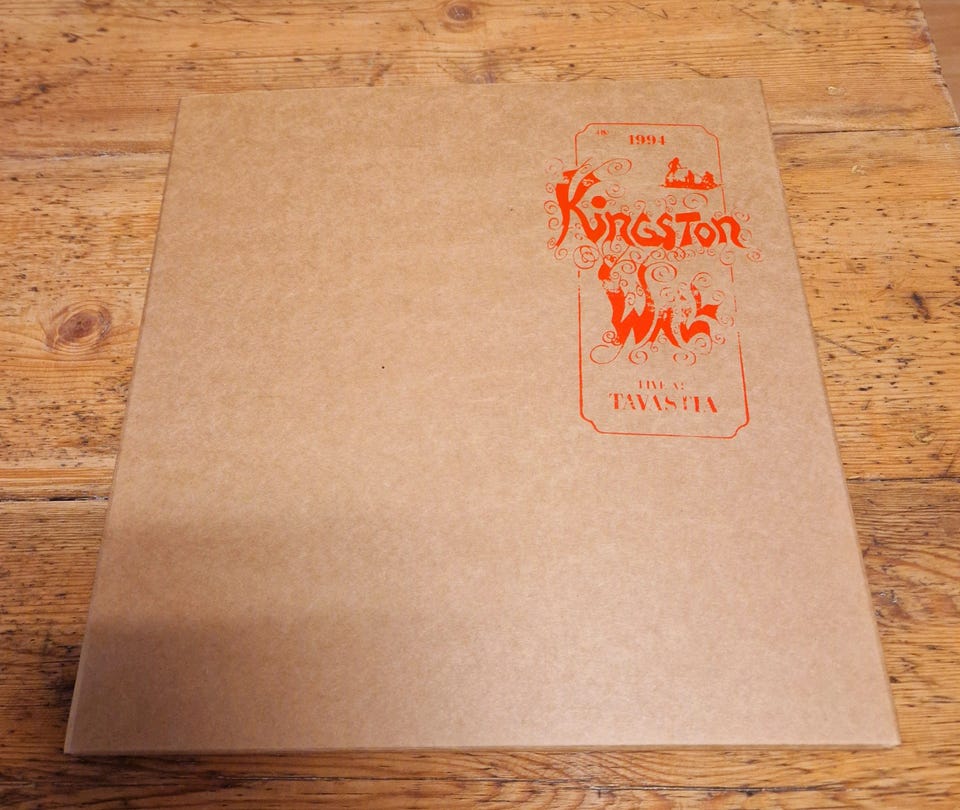 1994
Kingston
Wall
LIVE AT
TAVASTIA